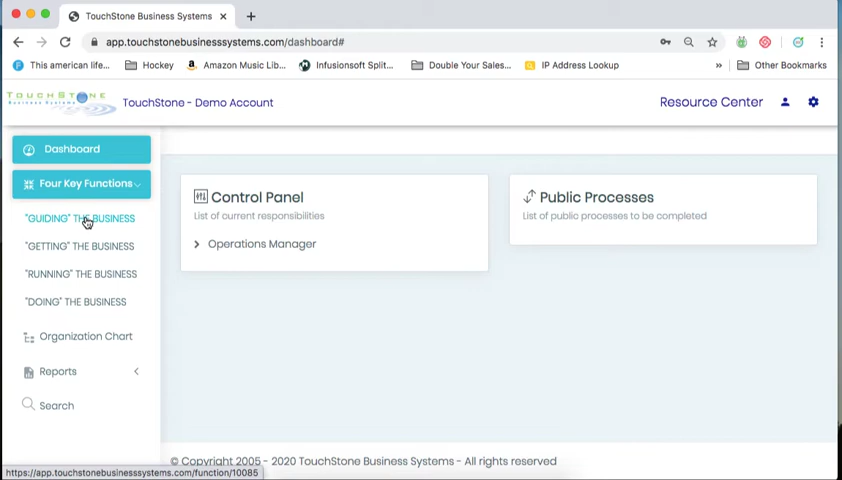 TouchStone Business Systems
app.touchstonebusinesssystems.com/dashboard#
This american life...
Hockey
Amazon Music Lib...
Infusionsoft Split...
Double Your Sales...
IP Address Lookup
»
Other Bookmarks
TOUCHSTONE
Business Systems
TouchStone - Demo Account
Resource Center
Dashboard
Four Key Functions
"GUIDING" THE BUSINESS
"GETTING" THE BUSINESS
"RUNNING" THE BUSINESS
"DOING" THE BUSINESS
Organization Chart
Reports
Search
Control Panel
List of current responsibilities
Operations Manager
Public Processes
List of public processes to be completed
© Copyright 2005 - 2020 TouchStone Business Systems - All rights reserved
https://app.touchstonebusinesssystems.com/function/10085